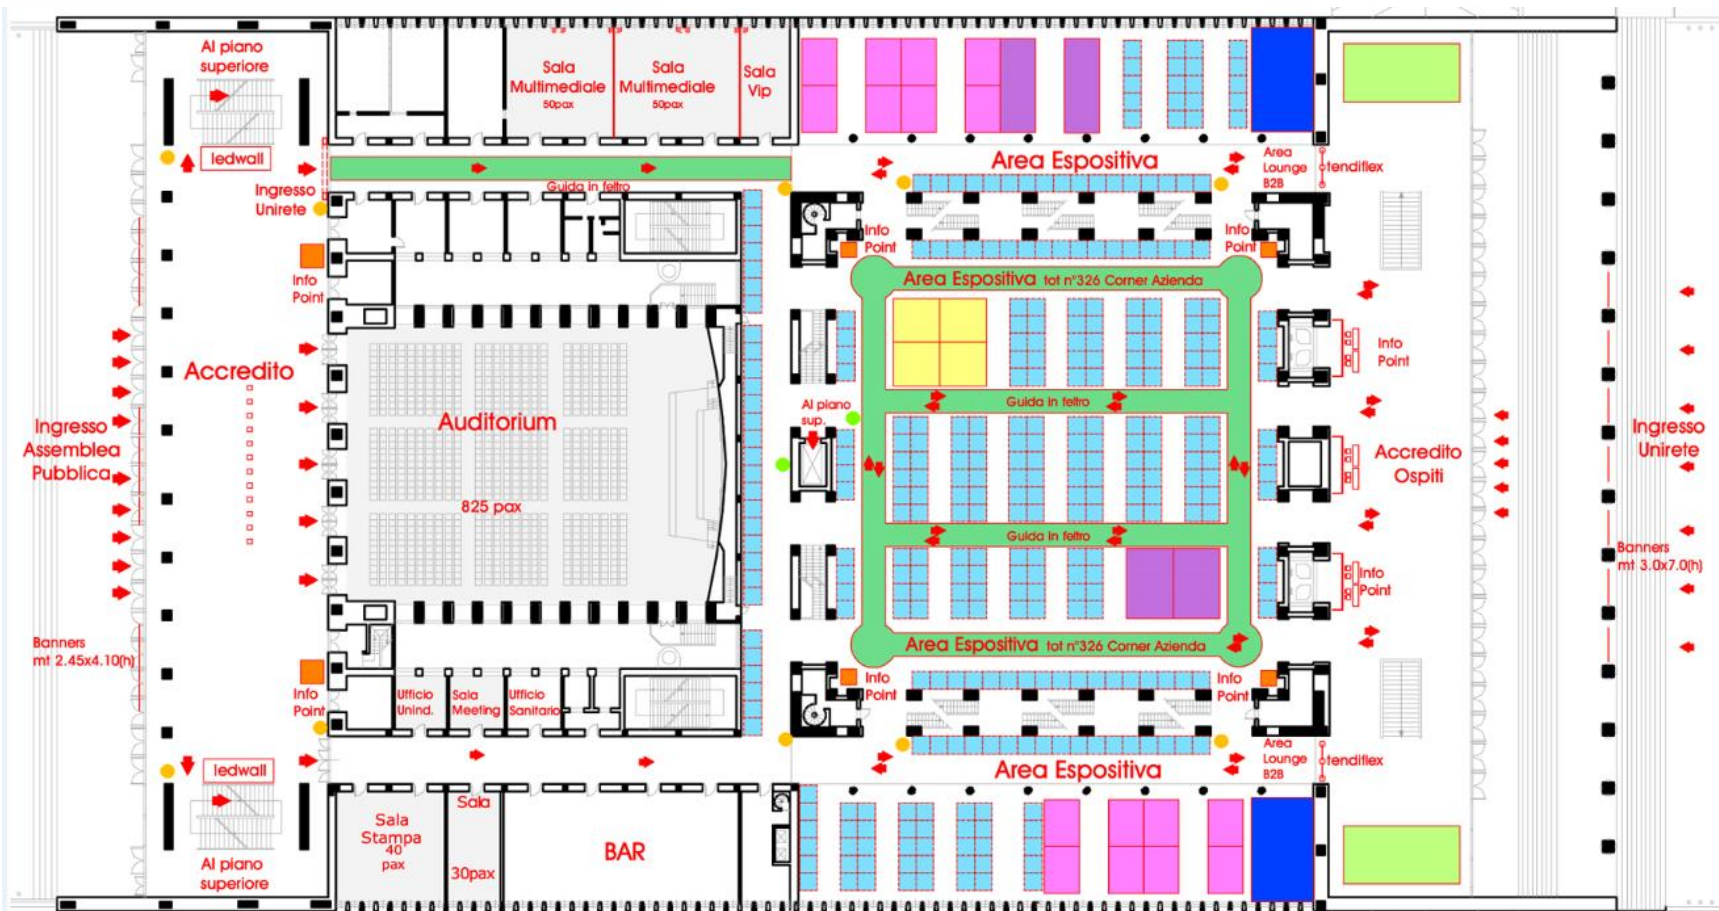 Al piano
superiore
ledwall
Ingresso
Unirete
Info
Point
Accredito
Ingresso
Assemblea
Pubblica
Banners
mt 2.45x4.10(h)
Info
Point
ledwall
Al piano
superiore
Sala
Multimediale
50pax
Sala
Multimediale
50pax
Sala
Vip
Guida in feltro
Auditorium
825 pax
Ufficio
Unind.
Sala
Meeting
Ufficio
Sanitario
Sala
Stampa
40
pax
Sala
30pax
BAR
Area Espositiva
Area
Lounge
B2B
tendiflex
Info
Point
Info
Point
Area Espositiva tot n°326 Corner Azienda
Guida in feltro
Al piano
sup.
Guida in feltro
Area Espositiva tot n°326 Corner Azienda
Info
Point
Info
Point
Area Espositiva
Area
Lounge
B2B
tendiflex
Info
Point
Accredito
Ospiti
Info
Point
Ingresso
Unirete
Banners
mt 3.0x7.0(h)